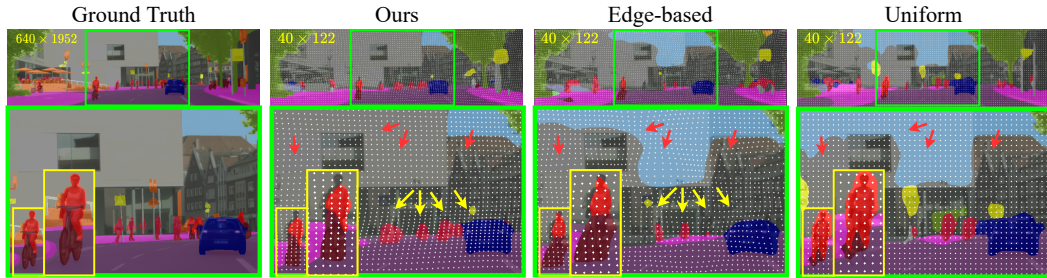 Ground Truth
Ours
Edge-based
Uniform
640 × 1952
40 × 122
40 × 122
40 × 122